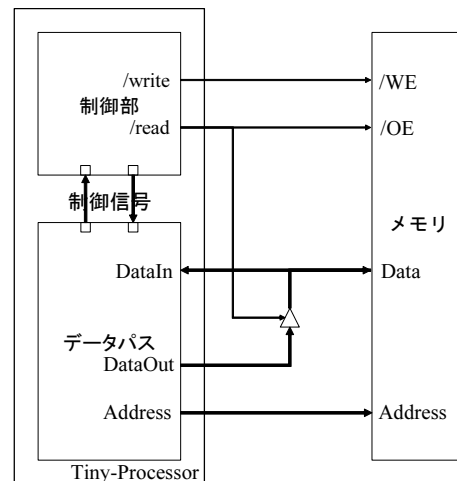 /write
制御部
/read
制御信号
DataIn
データパス
DataOut
Address
Tiny-Processor
/WE
/OE
メモリ
Data
Address